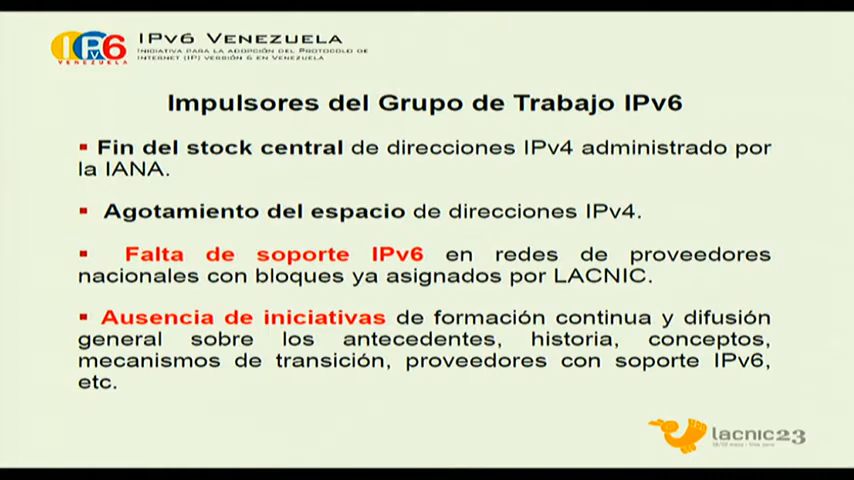 IPv6
VENEZUELA
IPv6 Venezuela
Iniciativa para la adopción del Protocolo de
Internet (IP) versión 6 en Venezuela
Impulsores del Grupo de Trabajo IPv6
Fin del stock central de direcciones IPv4 administrado por
la IANA.
Agotamiento del espacio de direcciones IPv4.
Falta de soporte IPv6 en redes de proveedores
nacionales con bloques ya asignados por LACNIC.
Ausencia de iniciativas de formación continua y difusión
general sobre los antecedentes, historia, conceptos,
mecanismos de transición, proveedores con soporte IPv6,
etc.
lacnic23